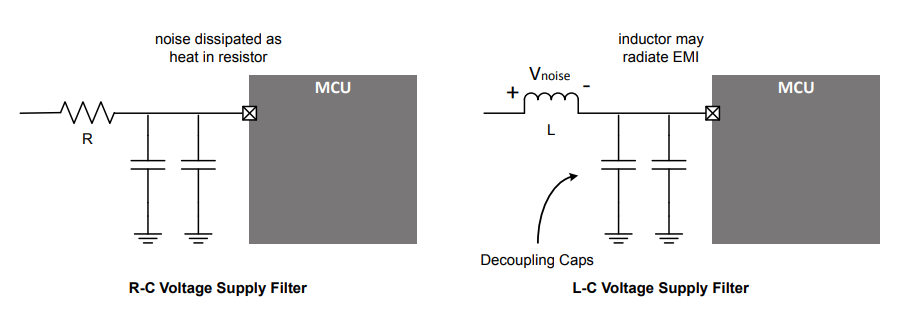 noise dissipated as
heat in resistor
MCU
R
R-C Voltage Supply Filter
inductor may
radiate EMI
Vnoise
+ -
L
MCU
Decoupling Caps
L-C Voltage Supply Filter